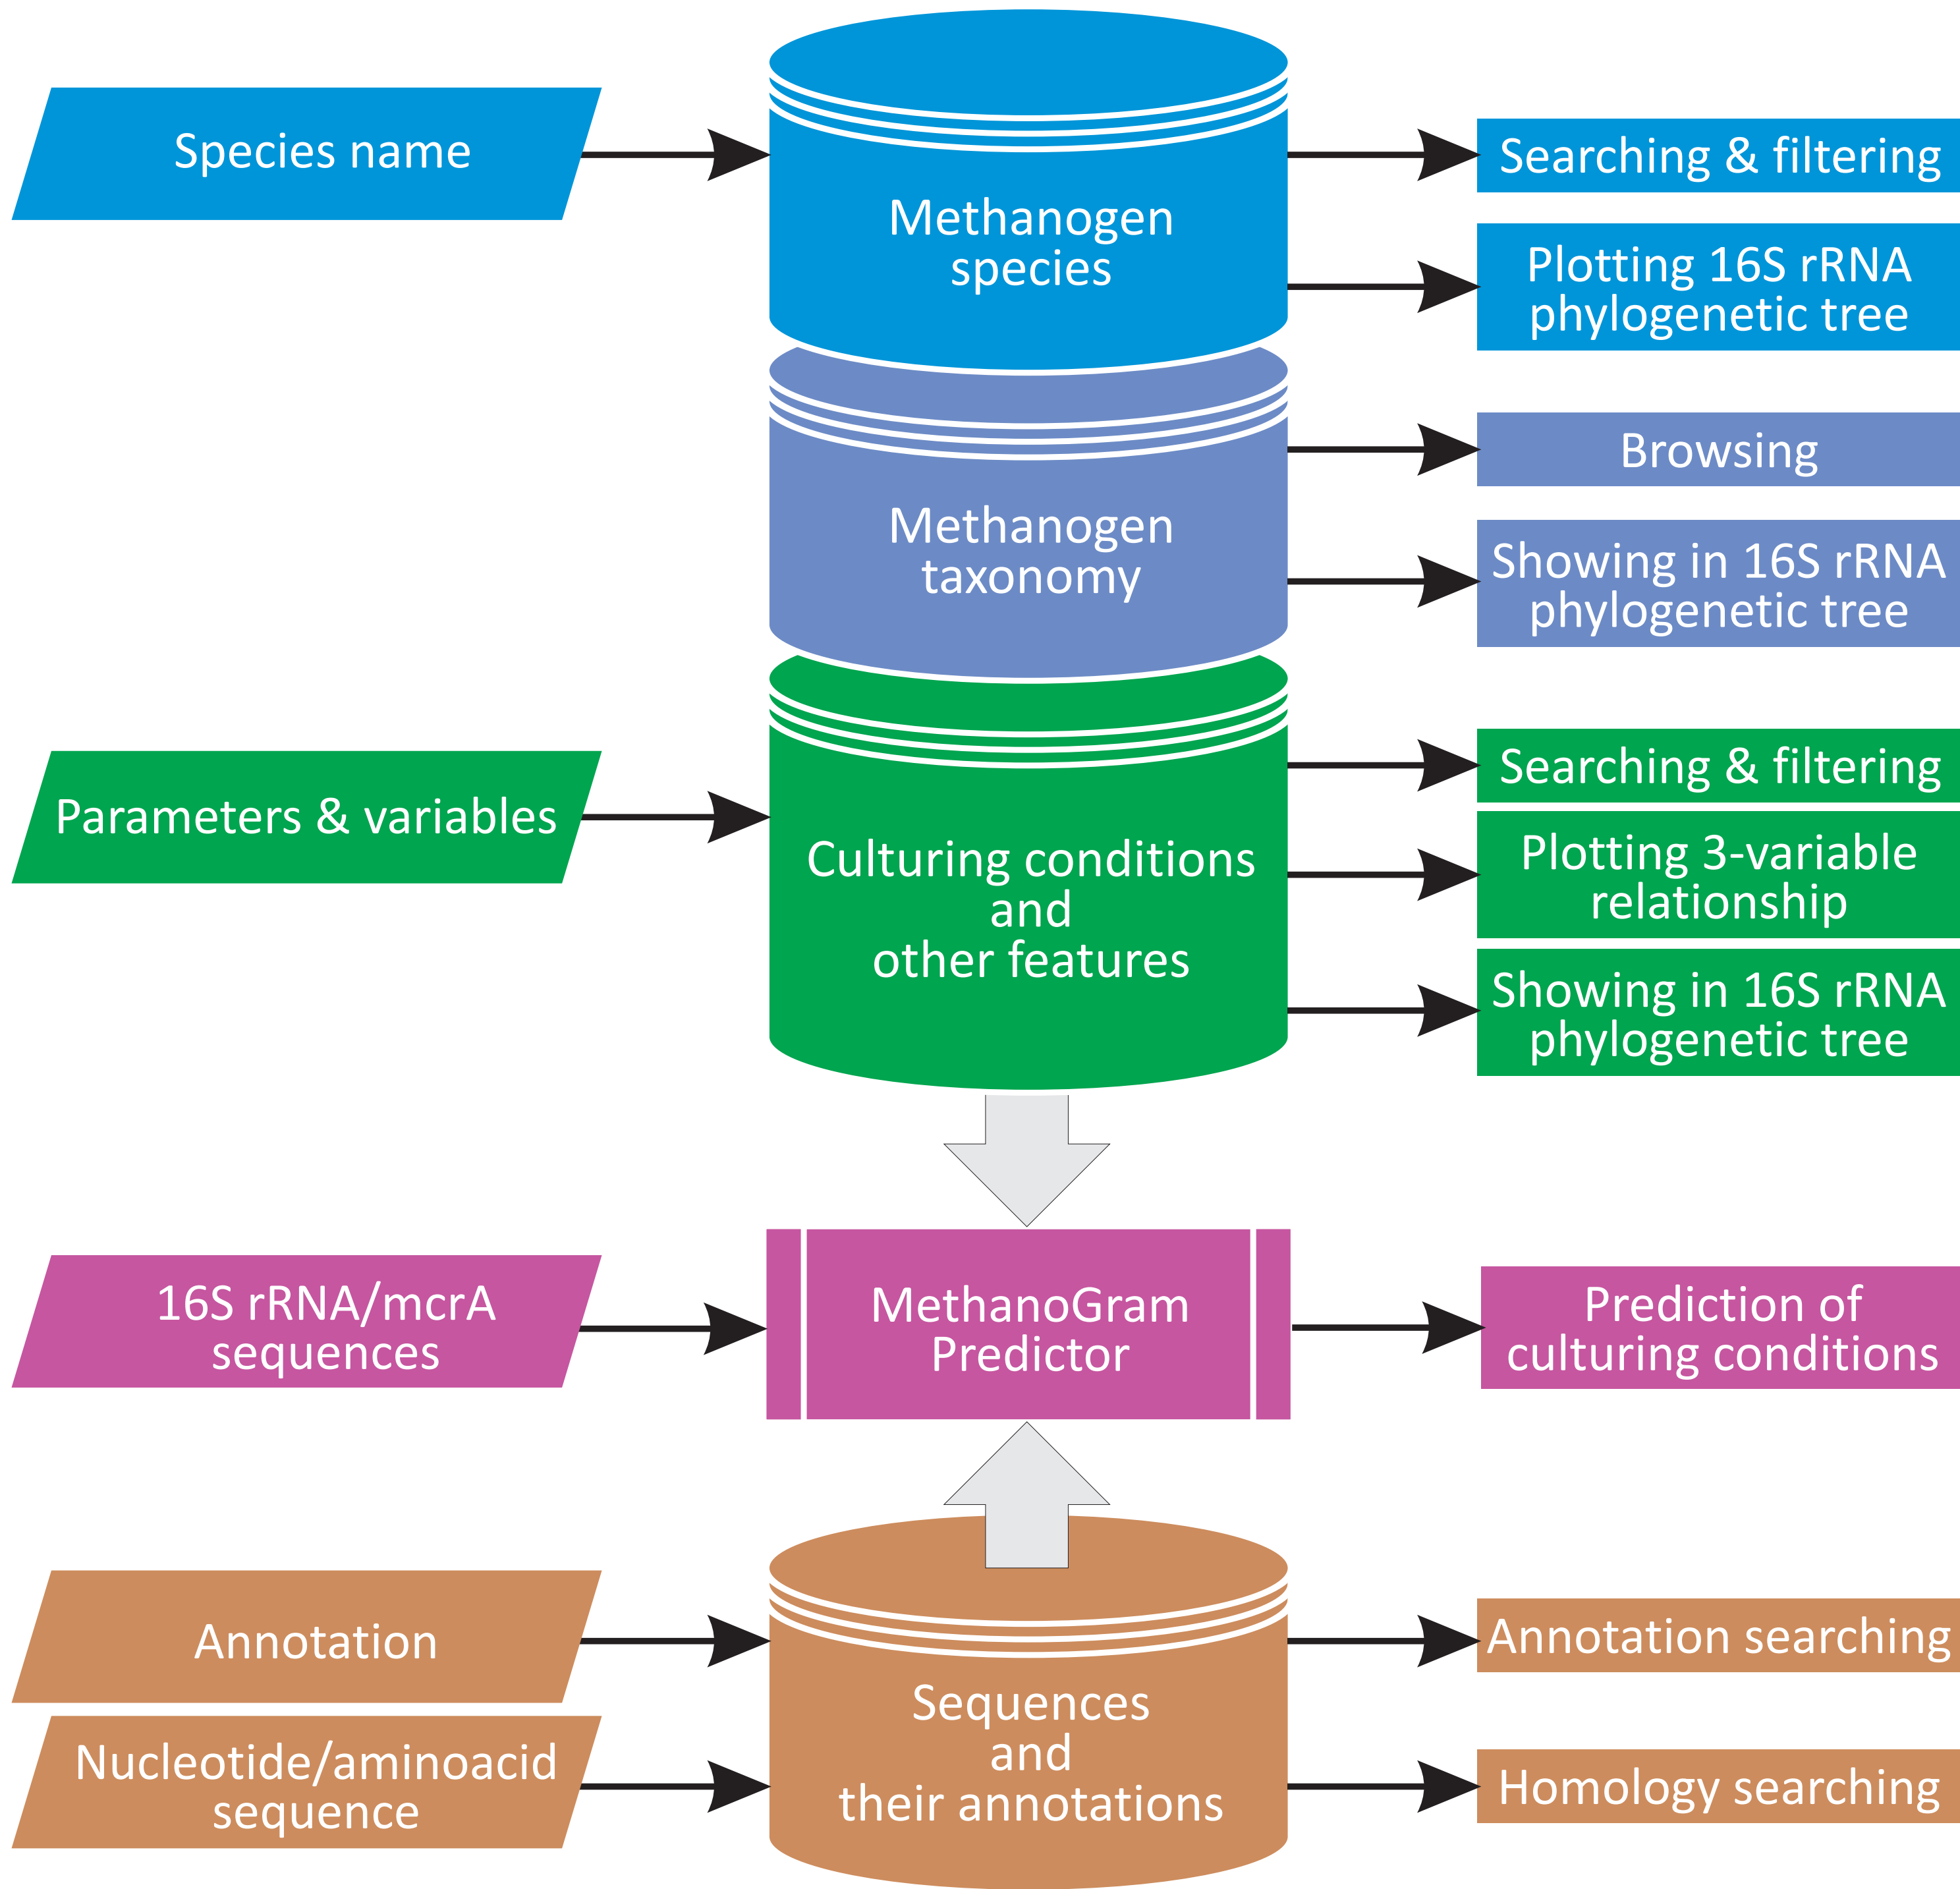 Species name
Methanogen
species
Searching & filtering
Plotting 16S rRNA
phylogenetic tree
Methanogen
taxonomy
Browsing
Showing in 16S rRNA
phylogenetic tree
Parameters & variables
Culturing conditions
and
other features
Searching & filtering
Plotting 3-variable
relationship
Showing in 16S rRNA
phylogenetic tree
16S rRNA/mcrA
sequences
MethanoGram
Predictor
Prediction of
culturing conditions
Annotation
Nucleotide/aminoacid
sequence
Sequences
and
their annotations
Annotation searching
Homology searching